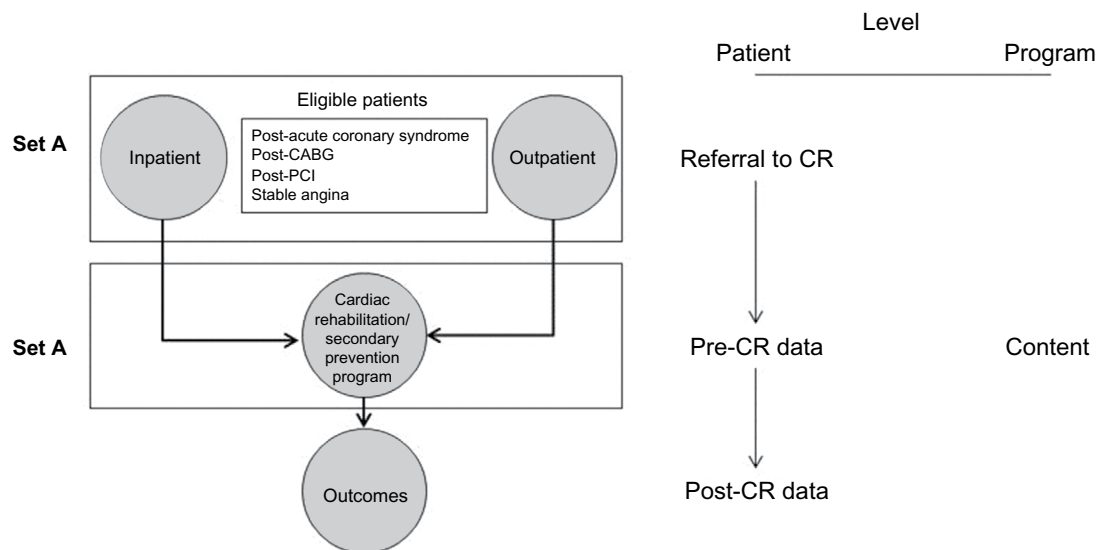 Level
Patient
Program
Eligible patients
Set A
Inpatient
Post-acute coronary syndrome
Post-CABG
Post-PCI
Stable angina
Outpatient
Referral to CR
Set A
Cardiac
rehabilitation/
secondary
prevention
program
Pre-CR data
Content
Outcomes
Post-CR data